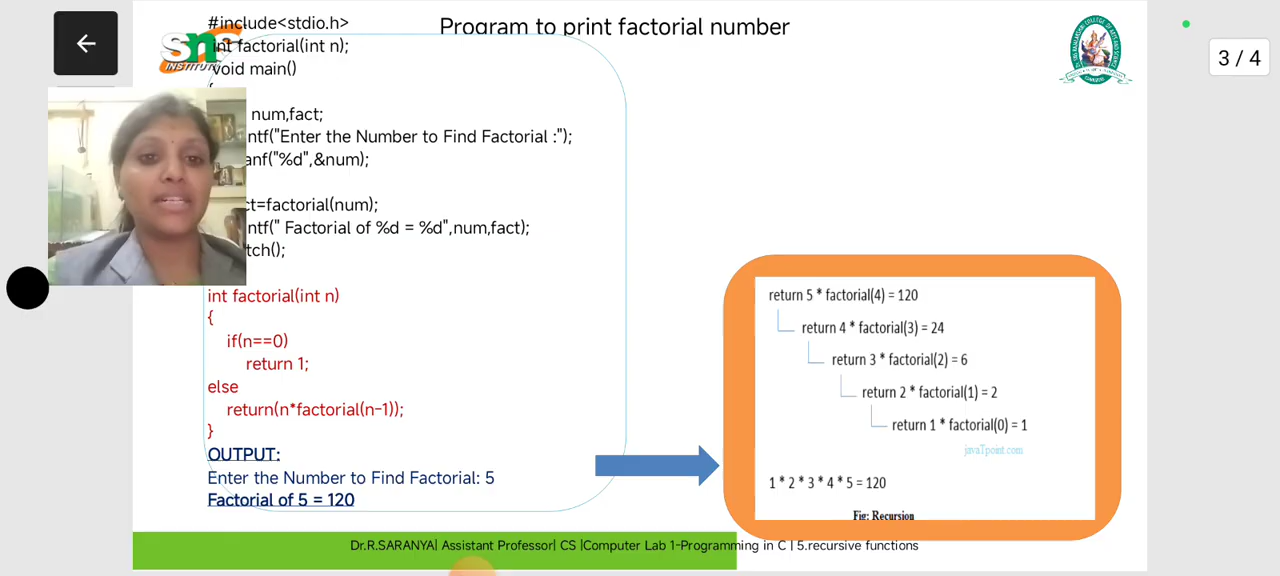 Program to print factorial number
3 / 4
#include<stdio.h>
int factorial(int n);
void main()
{
num,fact;
ntf("Enter the Number to Find Factorial :");
anf("%d",&num);
ct=factorial(num);
ntf(" Factorial of %d = %d",num,fact);
tch();
int factorial(int n)
{
if(n==0)
return 1;
else
return(n*factorial(n-1));
}
OUTPUT:
Enter the Number to Find Factorial: 5
Factorial of 5 = 120
return 5 * factorial(4) = 120
return 4 * factorial(3) = 24
return 3 * factorial(2) = 6
return 2 * factorial(1) = 2
return 1 * factorial(0) = 1
javaTpoint.com
1 * 2 * 3 * 4 * 5 = 120
Fig: Recursion
Dr.R.SARANYA| Assistant Professor| CS |Computer Lab 1-Programming in C | 5.recursive functions